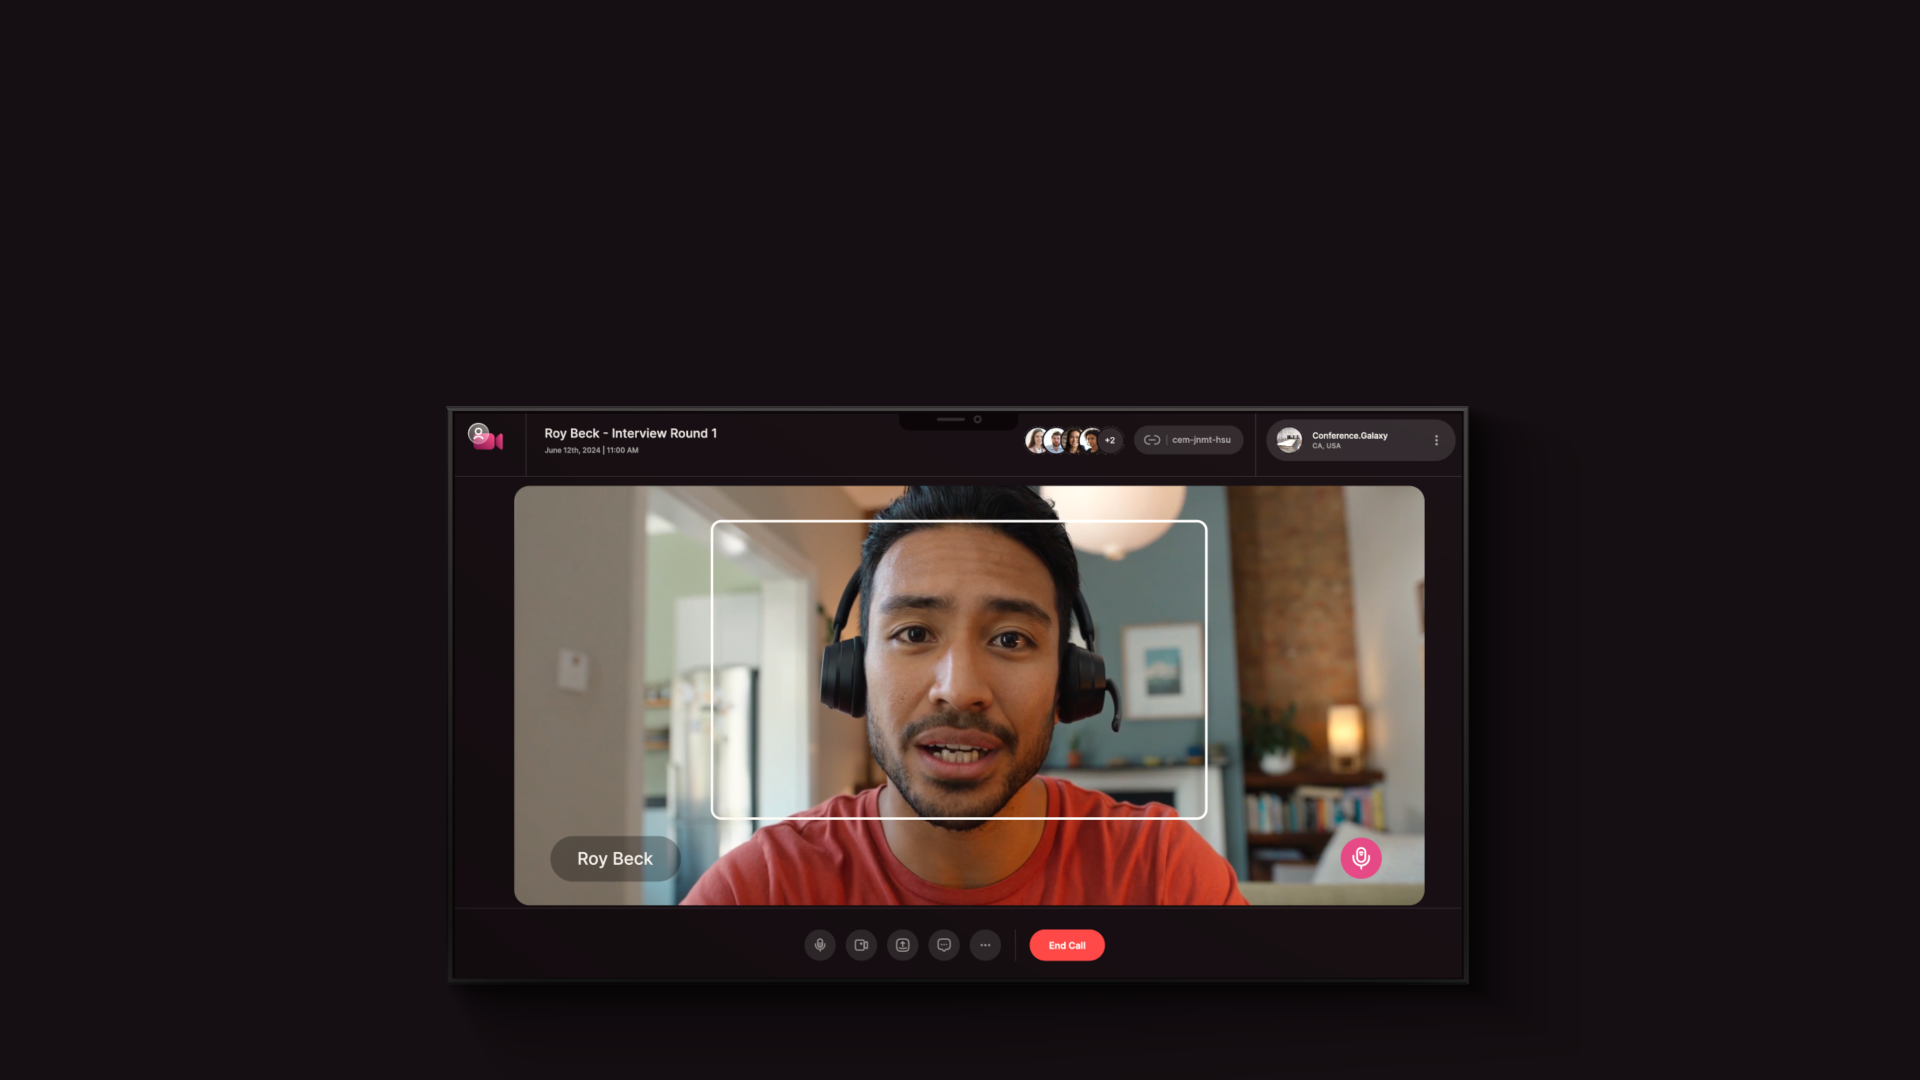 Roy Beck - Interview Round 1
June 12th, 2024 | 11:00 AM
+2
cem-jnmt-hsu
Conference.Galaxy
CA, USA
Roy Beck
End Call